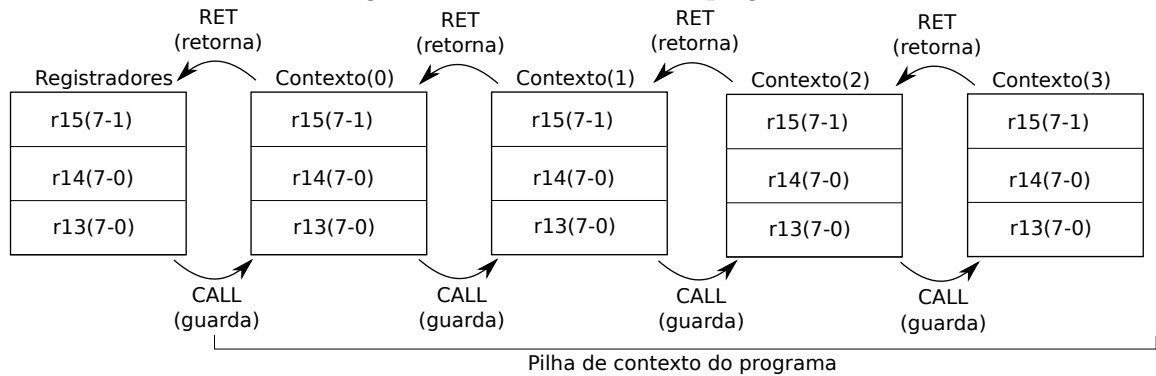 RET
(retorna)
RET
(retorna)
RET
(retorna)
RET
(retorna)
Registradores
Contexto(0)
Contexto(1)
Contexto(2)
Contexto(3)
r15(7-1)
r15(7-1)
r15(7-1)
r15(7-1)
r15(7-1)
r14(7-0)
r14(7-0)
r14(7-0)
r14(7-0)
r14(7-0)
r13(7-0)
r13(7-0)
r13(7-0)
r13(7-0)
r13(7-0)
CALL
(guarda)
CALL
(guarda)
CALL
(guarda)
CALL
(guarda)
Pilha de contexto do programa